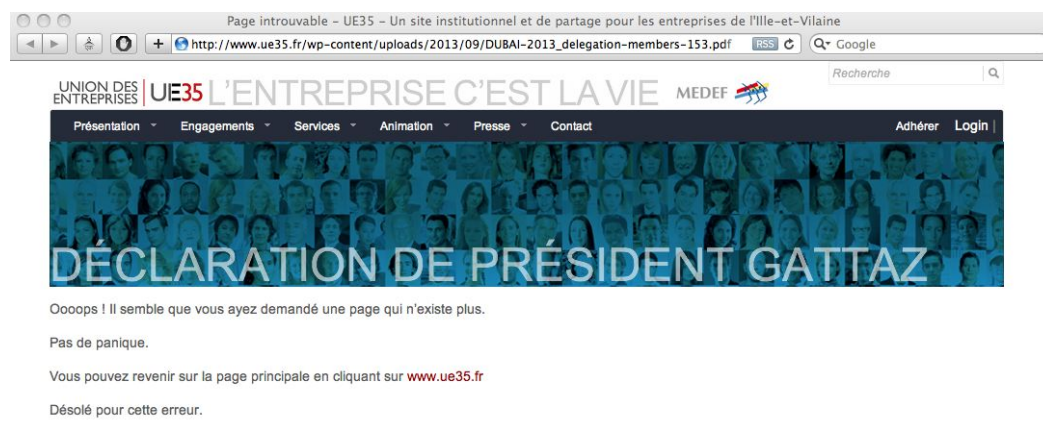 Page introuvable – UE35 – Un site institutionnel et de partage pour les entreprises de l'Ille-et-Vilaine
http://www.ue35.fr/wp-content/uploads/2013/09/DUBAI-2013_delegation-members-153.pdf RSS Google
Recherche
UNION DES ENTREPRISES UE35 L'ENTREPRISE C'EST LA VIE MEDEF
Présentation Engagements Services Animation Presse Contact Adhérer Login |
DÉCLARATION DE PRÉSIDENT GATTAZ
Oooops ! Il semble que vous ayez demandé une page qui n'existe plus.
Pas de panique.
Vous pouvez revenir sur la page principale en cliquant sur www.ue35.fr
Désolé pour cette erreur.